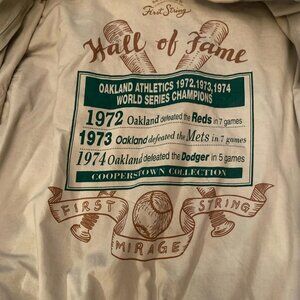 First String
Hall of Fame
OAKLAND ATHLETICS 1972,1973,1974
WORLD SERIES CHAMPIONS
1972 Oakland defeated the Reds in 7 games
1973 Oakland defeated the Mets in 7 games
1974 Oakland defeated the Dodger in 5 games
COOPERSTOWN COLLECTION
FIRST STRING
MIRAGE